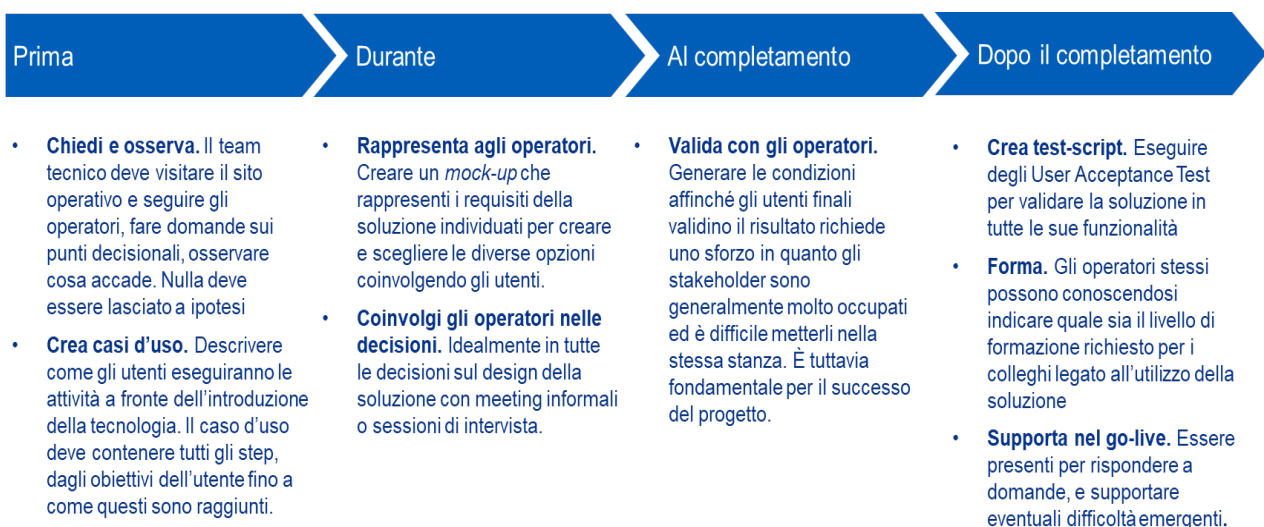 Prima
Durante
Al completamento
Dopo il completamento
• Chiedi e osserva. Il team
tecnico deve visitare il sito
operativo e seguire gli
operatori, fare domande sui
punti decisionali, osservare
cosa accade. Nulla deve
essere lasciato a ipotesi
• Crea casi d'uso. Descrivere
come gli utenti eseguiranno le
attività a fronte dell'introduzione
della tecnologia. Il caso d'uso
deve contenere tutti gli step,
dagli obiettivi dell'utente fino a
come questi sono raggiunti.
• Rappresenta agli operatori.
Creare un mock-up che
rappresenti i requisiti della
soluzione individuati per creare
e scegliere le diverse opzioni
coinvolgendo gli utenti.
• Coinvolgi gli operatori nelle
decisioni. Idealmente in tutte
le decisioni sul design della
soluzione con meeting informali
o sessioni di intervista.
• Valida con gli operatori.
Generare le condizioni
affinché gli utenti finali
validino il risultato richiede
uno sforzo in quanto gli
stakeholder sono
generalmente molto occupati
ed è difficile metterli nella
stessa stanza. È tuttavia
fondamentale per il successo
del progetto.
• Crea test-script. Eseguire
degli User Acceptance Test
per validare la soluzione in
tutte le sue funzionalità
• Forma. Gli operatori stessi
possono conoscendosi
indicare quale sia il livello di
formazione richiesto per i
colleghi legato all'utilizzo della
soluzione
• Supporta nel go-live. Essere
presenti per rispondere a
domande, e supportare
eventuali difficoltà emergenti.